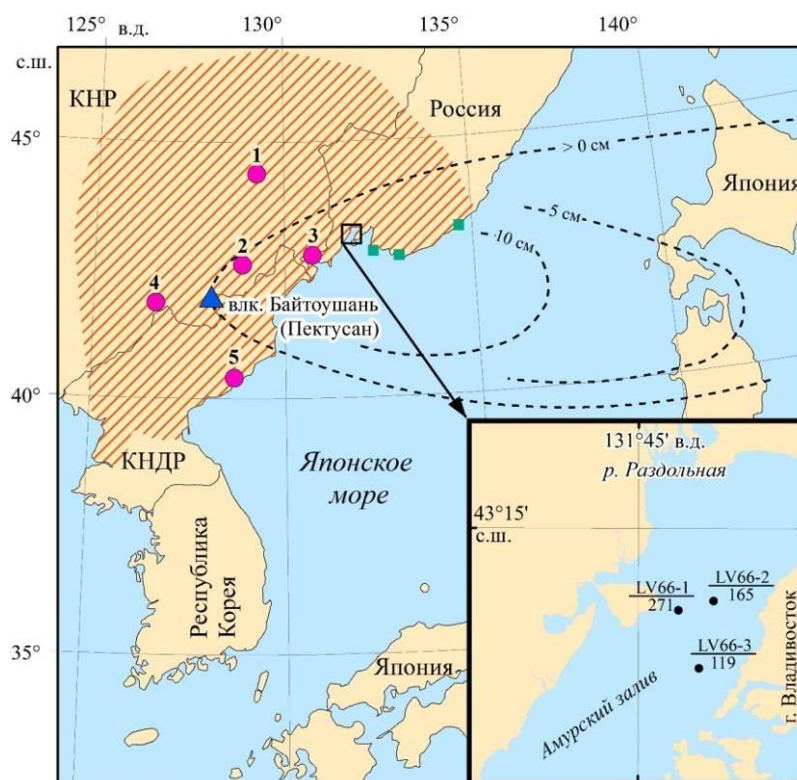 125°
в.д.
130°
135°
140°
с.ш.
КНР
Россия
45°
1
> 0 см
Япония
5 см
2
3
10 см
4
влк. Байтоушань
(Пектусан)
5
40°
КНДР
Японское
море
Республика
Корея
35°
Япония
131°45' в.д.
р. Раздольная
43°15'
с.ш.
LV66-1
271
LV66-2
165
LV66-3
119
Амурский залив
г. Владивосток